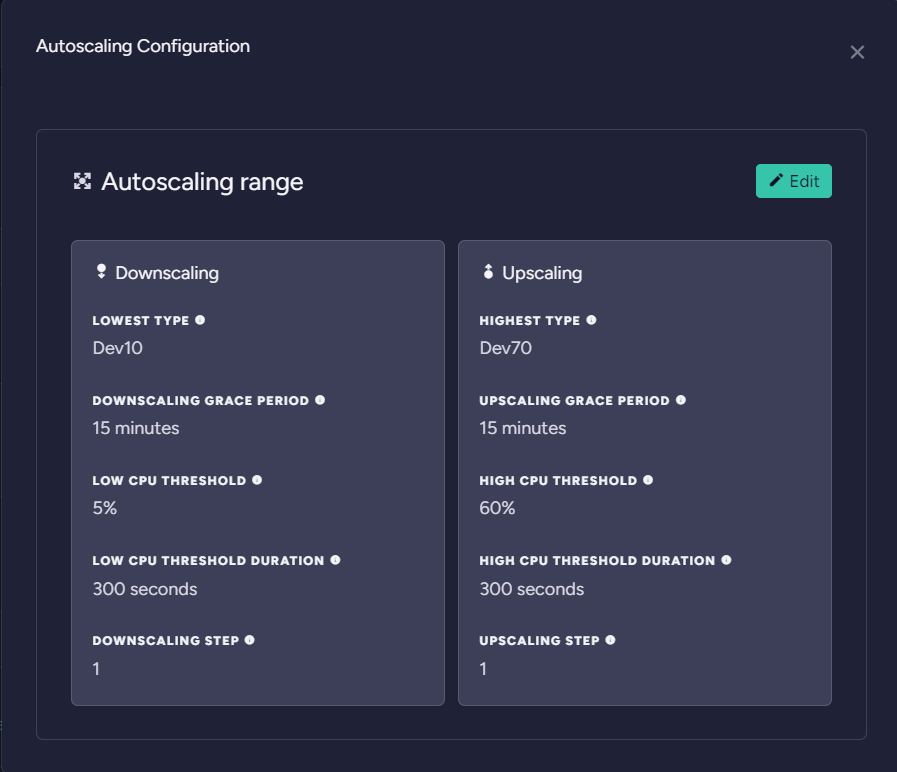 Autoscaling Configuration
Autoscaling range
Edit
Downscaling
LOWEST TYPE
Dev10
DOWNSCALING GRACE PERIOD
15 minutes
LOW CPU THRESHOLD
5%
LOW CPU THRESHOLD DURATION
300 seconds
DOWNSCALING STEP
1
Upscaling
HIGHEST TYPE
Dev70
UPSCALING GRACE PERIOD
15 minutes
HIGH CPU THRESHOLD
60%
HIGH CPU THRESHOLD DURATION
300 seconds
UPSCALING STEP
1